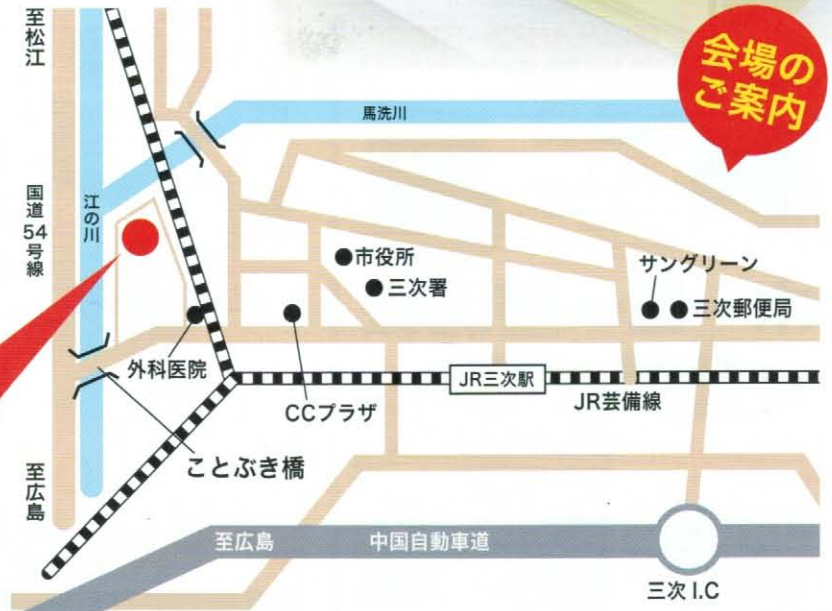 至松江
会場の
ご案内
馬洗川
国道54号線
江の川
市役所
三次署
サングリーン
三次郵便局
外科医院
CCプラザ
JR三次駅
JR芸備線
ことぶき橋
至広島
至広島
中国自動車道
三次 I.C